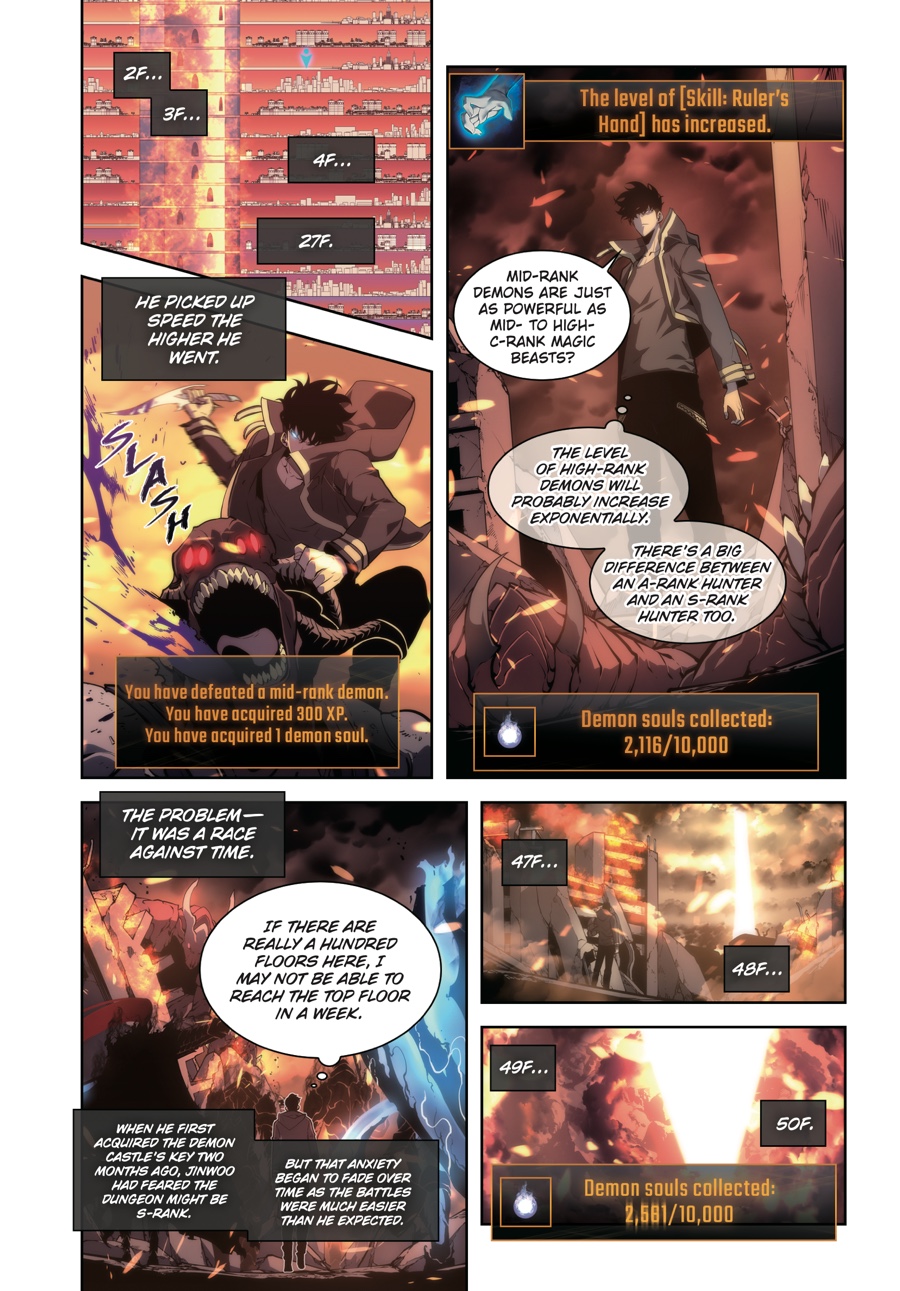 2F...
3F...
4F...
27F.
HE PICKED UP
SPEED THE
HIGHER HE
WENT.
SLASH
You have defeated a mid-rank demon.
You have acquired 300 XP.
You have acquired 1 demon soul.
The level of [Skill: Ruler's
Hand] has increased.
MID-RANK
DEMONS ARE JUST
AS POWERFUL AS
MID- TO HIGH-
C-RANK MAGIC
BEASTS?
THE LEVEL
OF HIGH-RANK
DEMONS WILL
PROBABLY INCREASE
EXPONENTIALLY.
THERE'S A BIG
DIFFERENCE BETWEEN
AN A-RANK HUNTER
AND AN S-RANK
HUNTER TOO.
Demon souls collected:
2,116/10,000
THE PROBLEM—
IT WAS A RACE
AGAINST TIME.
IF THERE ARE
REALLY A HUNDRED
FLOORS HERE, I
MAY NOT BE ABLE TO
REACH THE TOP FLOOR
IN A WEEK.
WHEN HE FIRST
ACQUIRED THE DEMON
CASTLE'S KEY TWO
MONTHS AGO, JINWOO
HAD FEARED THE
DUNGEON MIGHT BE
S-RANK.
BUT THAT ANXIETY
BEGAN TO FADE OVER
TIME AS THE BATTLES
WERE MUCH EASIER
THAN HE EXPECTED.
47F...
48F...
49F...
50F.
Demon souls collected:
2,581/10,000